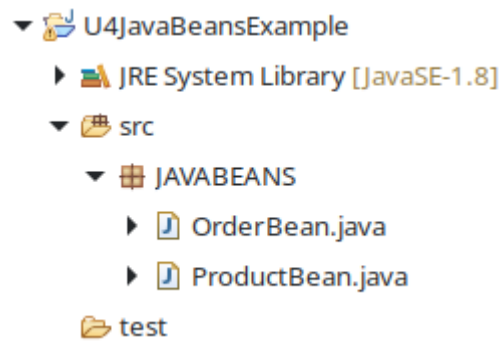 U4JavaBeansExample
JRE System Library [JavaSE-1.8]
src
JAVABEANS
OrderBean.java
ProductBean.java
test